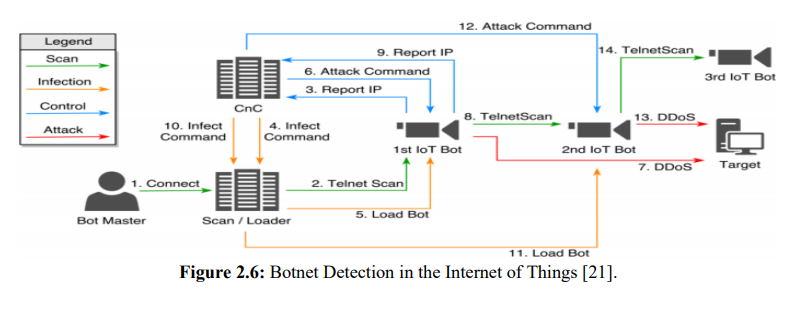 12. Attack Command
Legend
Scan
Infection
Control
Attack
9. Report IP
14. TelnetScan
6. Attack Command
3rd IoT Bot
3. Report IP
CnC
8. TelnetScan
13. DDoS
10. Infect
Command
4. Infect
Command
1st IoT Bot
2nd IoT Bot
Target
7. DDoS
1. Connect
2. Telnet Scan
5. Load Bot
Bot Master
Scan / Loader
11. Load Bot
Figure 2.6: Botnet Detection in the Internet of Things [21].